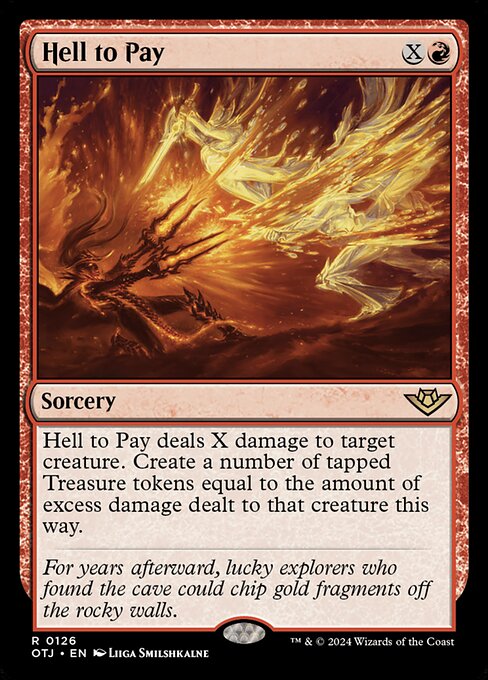 Hell to Pay X
Sorcery
Hell to Pay deals X damage to target
creature. Create a number of tapped
Treasure tokens equal to the amount of
excess damage dealt to that creature this
way.
For years afterward, lucky explorers who
found the cave could chip gold fragments off
the rocky walls.
R 0126
OTJ • EN LIIGA SMILSHKALNE
™ & © 2024 Wizards of the Coast